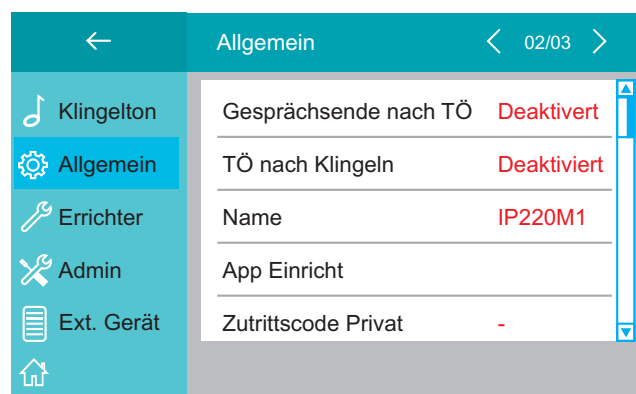 Allgemein
02/03
Klingelton
Allgemein
Errichter
Admin
Ext. Gerät
Gesprächsende nach TÖ Deaktivert
TÖ nach Klingeln Deaktiviert
Name IP220M1
App Einricht
Zutrittscode Privat -